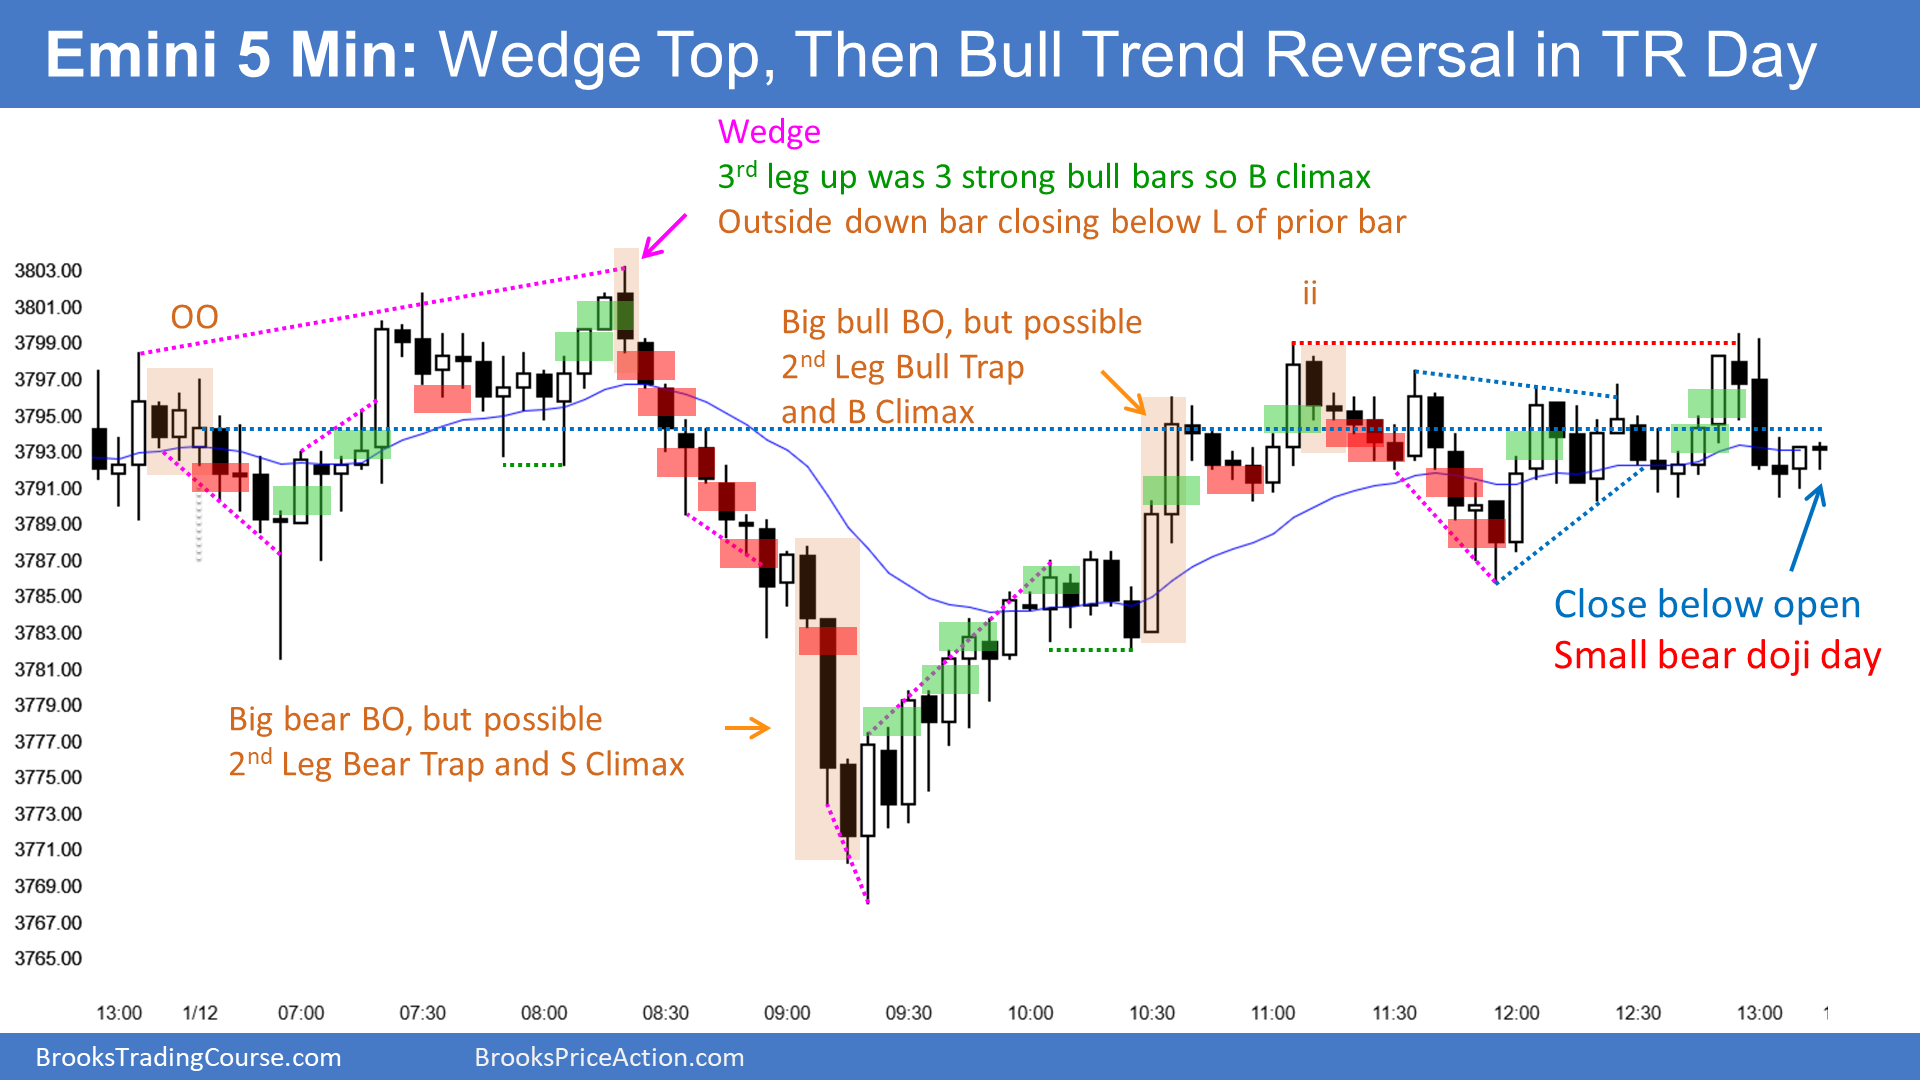 Emini 5 Min: Wedge Top, Then Bull Trend Reversal in TR Day
Wedge
3rd leg up was 3 strong bull bars so B climax
Outside down bar closing below L of prior bar
OO
ii
Big bull BO, but possible
2nd Leg Bull Trap
and B Climax
Big bear BO, but possible
2nd Leg Bear Trap and S Climax
Close below open
Small bear doji day
3803.00
3801.00
3799.00
3797.00
3795.00
3793.00
3791.00
3789.00
3787.00
3785.00
3783.00
3781.00
3779.00
3777.00
3775.00
3773.00
3771.00
3769.00
3767.00
3765.00
13:00 1/12 07:00 07:30 08:00 08:30 09:00 09:30 10:00 10:30 11:00 11:30 12:00 12:30 13:00
BrooksTradingCourse.com BrooksPriceAction.com